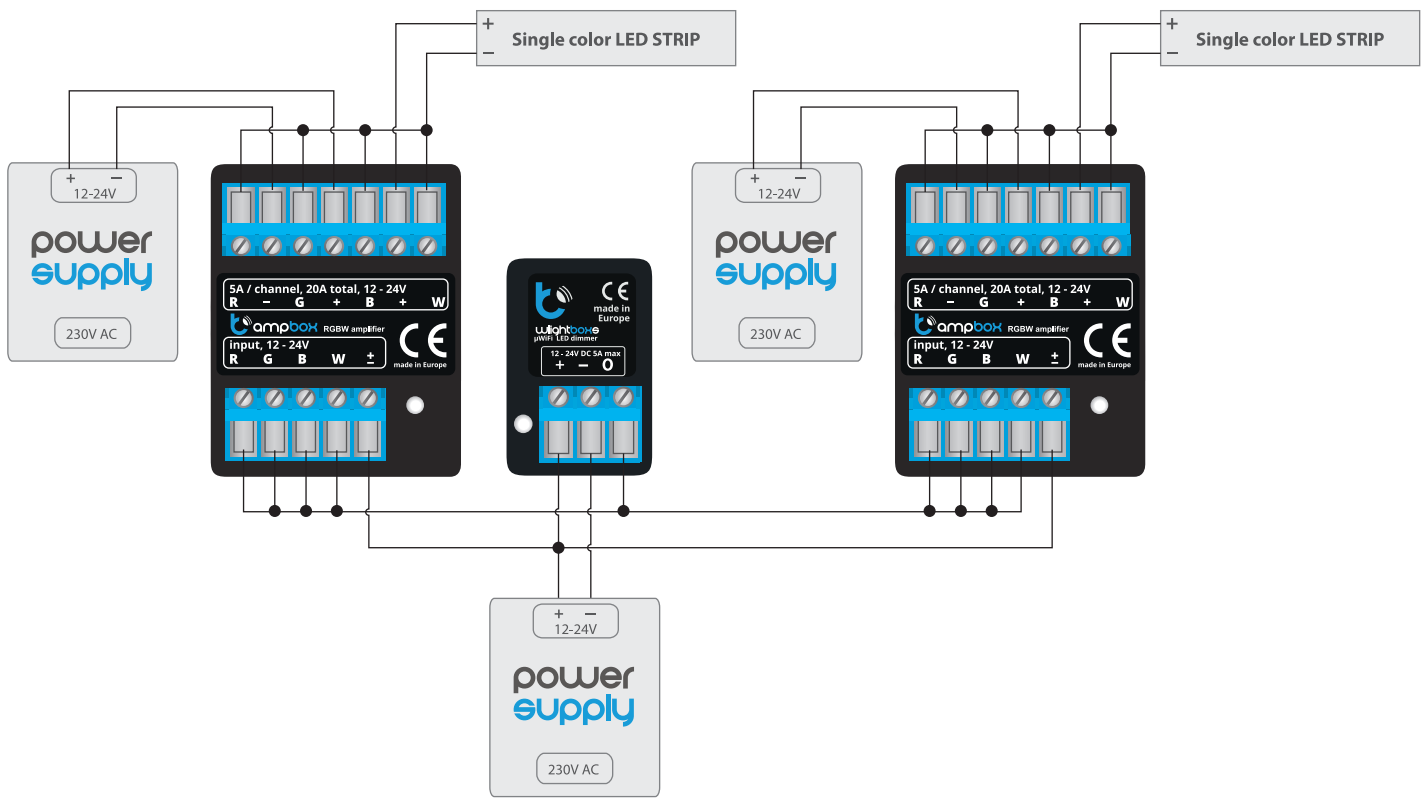 +
−
Single color LED STRIP
+
−
Single color LED STRIP
+ −
12-24V
power
supply
230V AC
5A / channel, 20A total, 12 - 24V
R − G + B + W
ampbox RGBW amplifier
input, 12 - 24V
R G B W ±
CE
made in Europe
CE
made in
Europe
wlightboxs
µWiFi LED dimmer
12 - 24V DC 5A max
+ − O
+ −
12-24V
power
supply
230V AC
5A / channel, 20A total, 12 - 24V
R − G + B + W
ampbox RGBW amplifier
input, 12 - 24V
R G B W ±
CE
made in Europe
+ −
12-24V
power
supply
230V AC